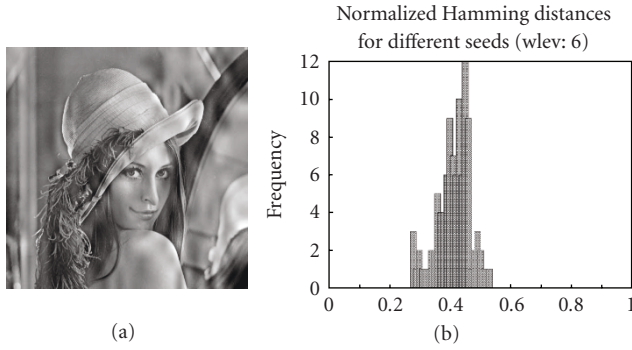 Normalized Hamming distances
for different seeds (wlev: 6)
12
10
8
6
4
2
0
Frequency
0 0.2 0.4 0.6 0.8 1
(a)
(b)